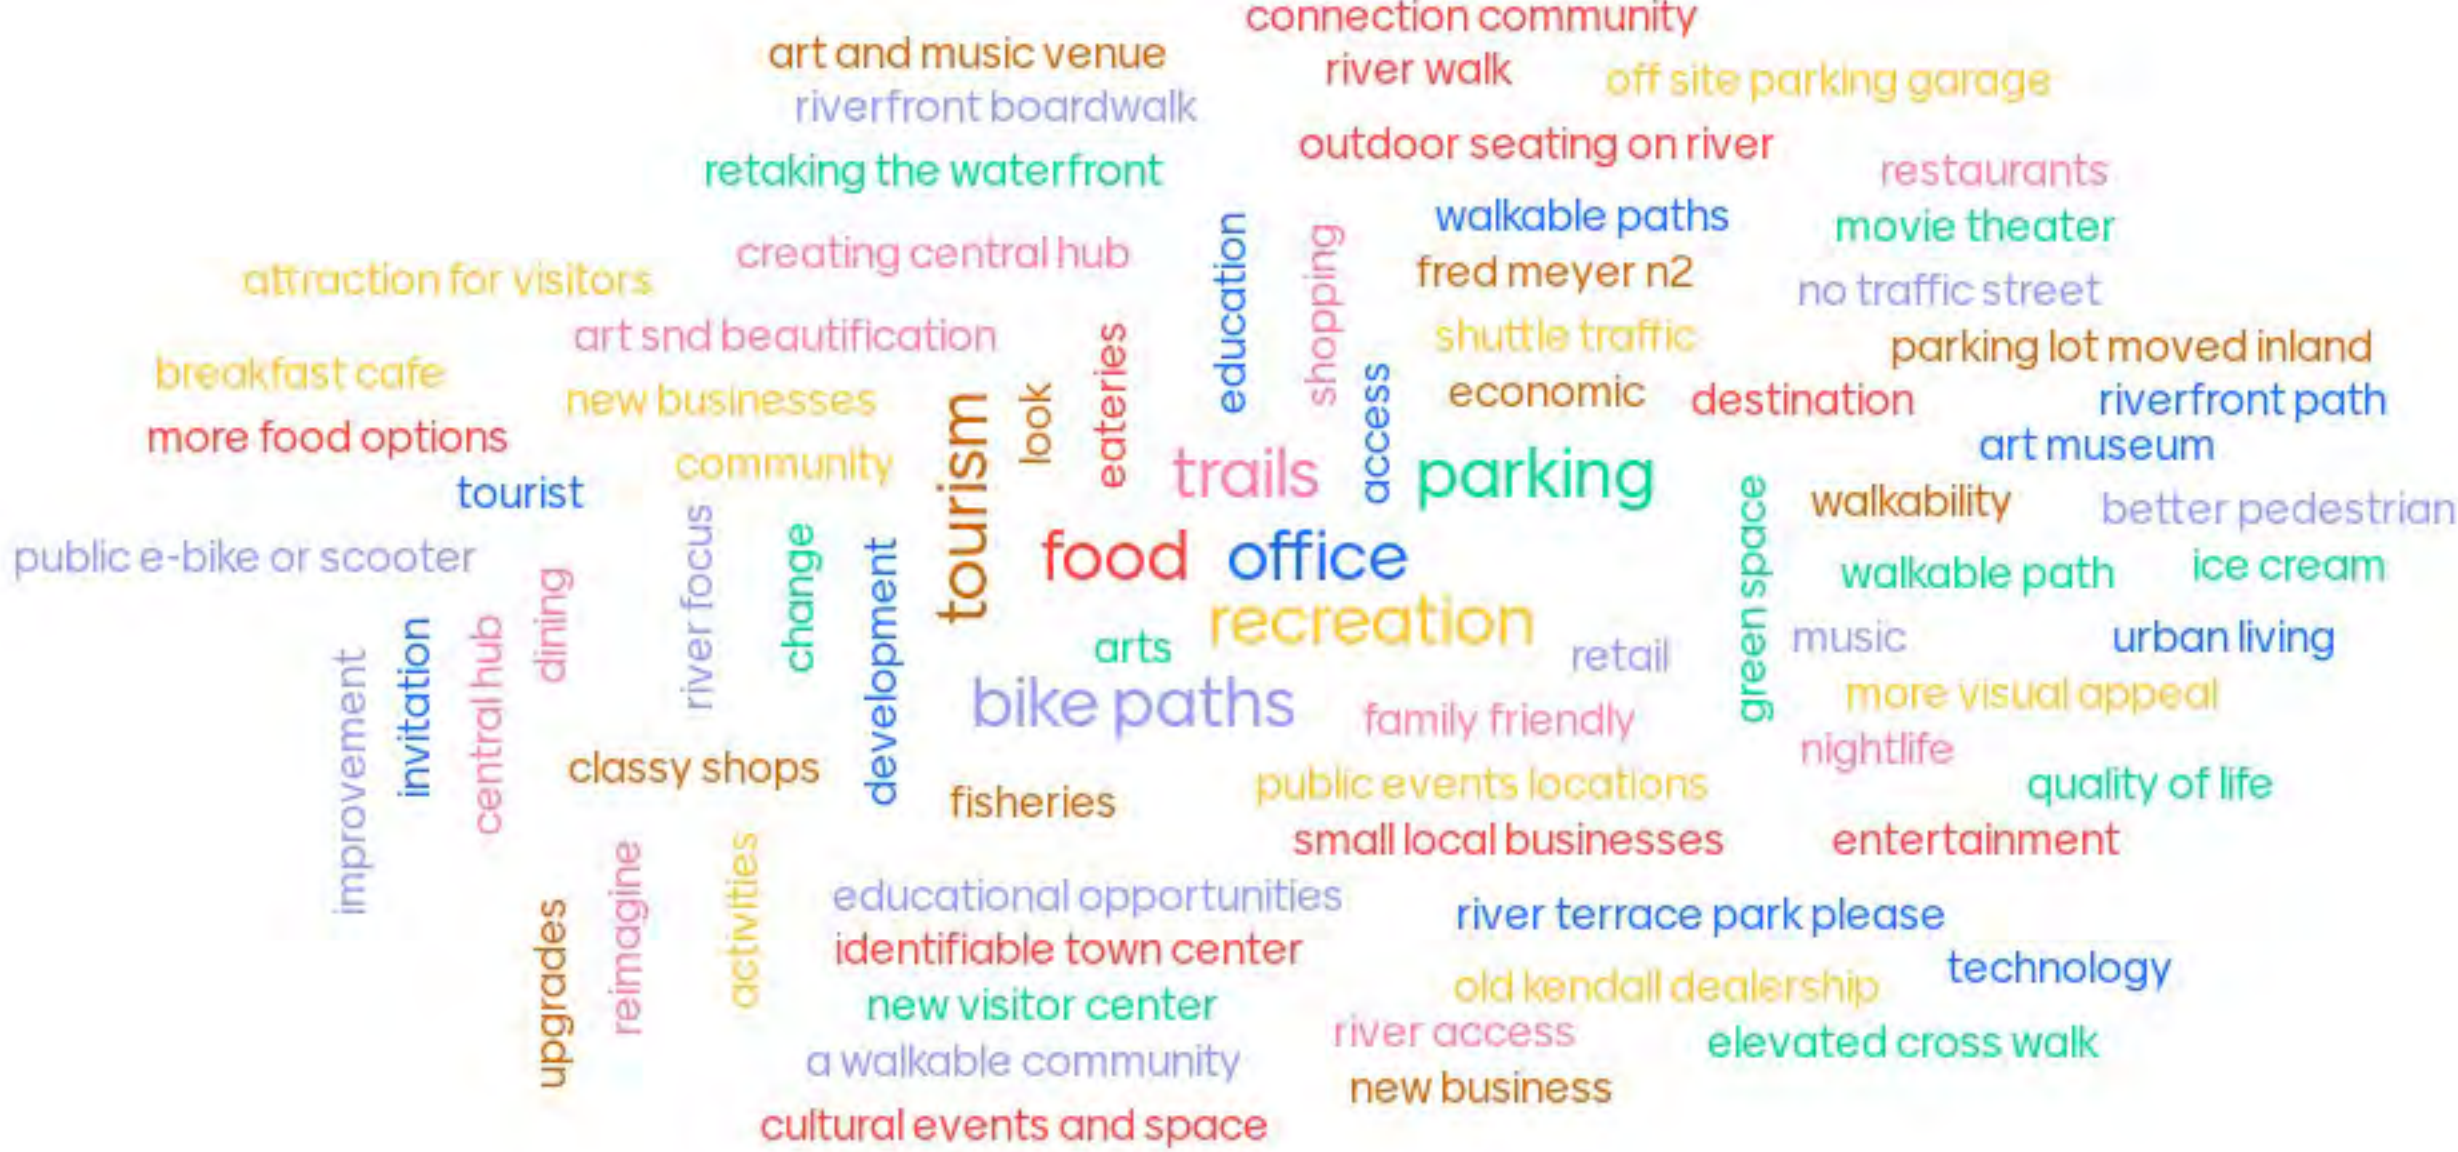 connection community
art and music venue
river walk
off site parking garage
riverfront boardwalk
outdoor seating on river
retaking the waterfront
restaurants
walkable paths
movie theater
education
shopping
creating central hub
fred meyer n2
attraction for visitors
no traffic street
art snd beautification
shuttle traffic
parking lot moved inland
eateries
breakfast cafe
new businesses
look
access
economic
destination
riverfront path
more food options
community
tourism
trails
parking
art museum
tourist
walkability
better pedestrian
public e-bike or scooter
river focus
change
development
food
office
green space
walkable path
ice cream
dining
recreation
improvement
invitation
central hub
arts
retail
music
urban living
bike paths
family friendly
more visual appeal
nightlife
classy shops
fisheries
public events locations
quality of life
small local businesses
entertainment
upgrades
reimagine
activities
educational opportunities
river terrace park please
identifiable town center
technology
old kendall dealership
new visitor center
river access
elevated cross walk
a walkable community
new business
cultural events and space